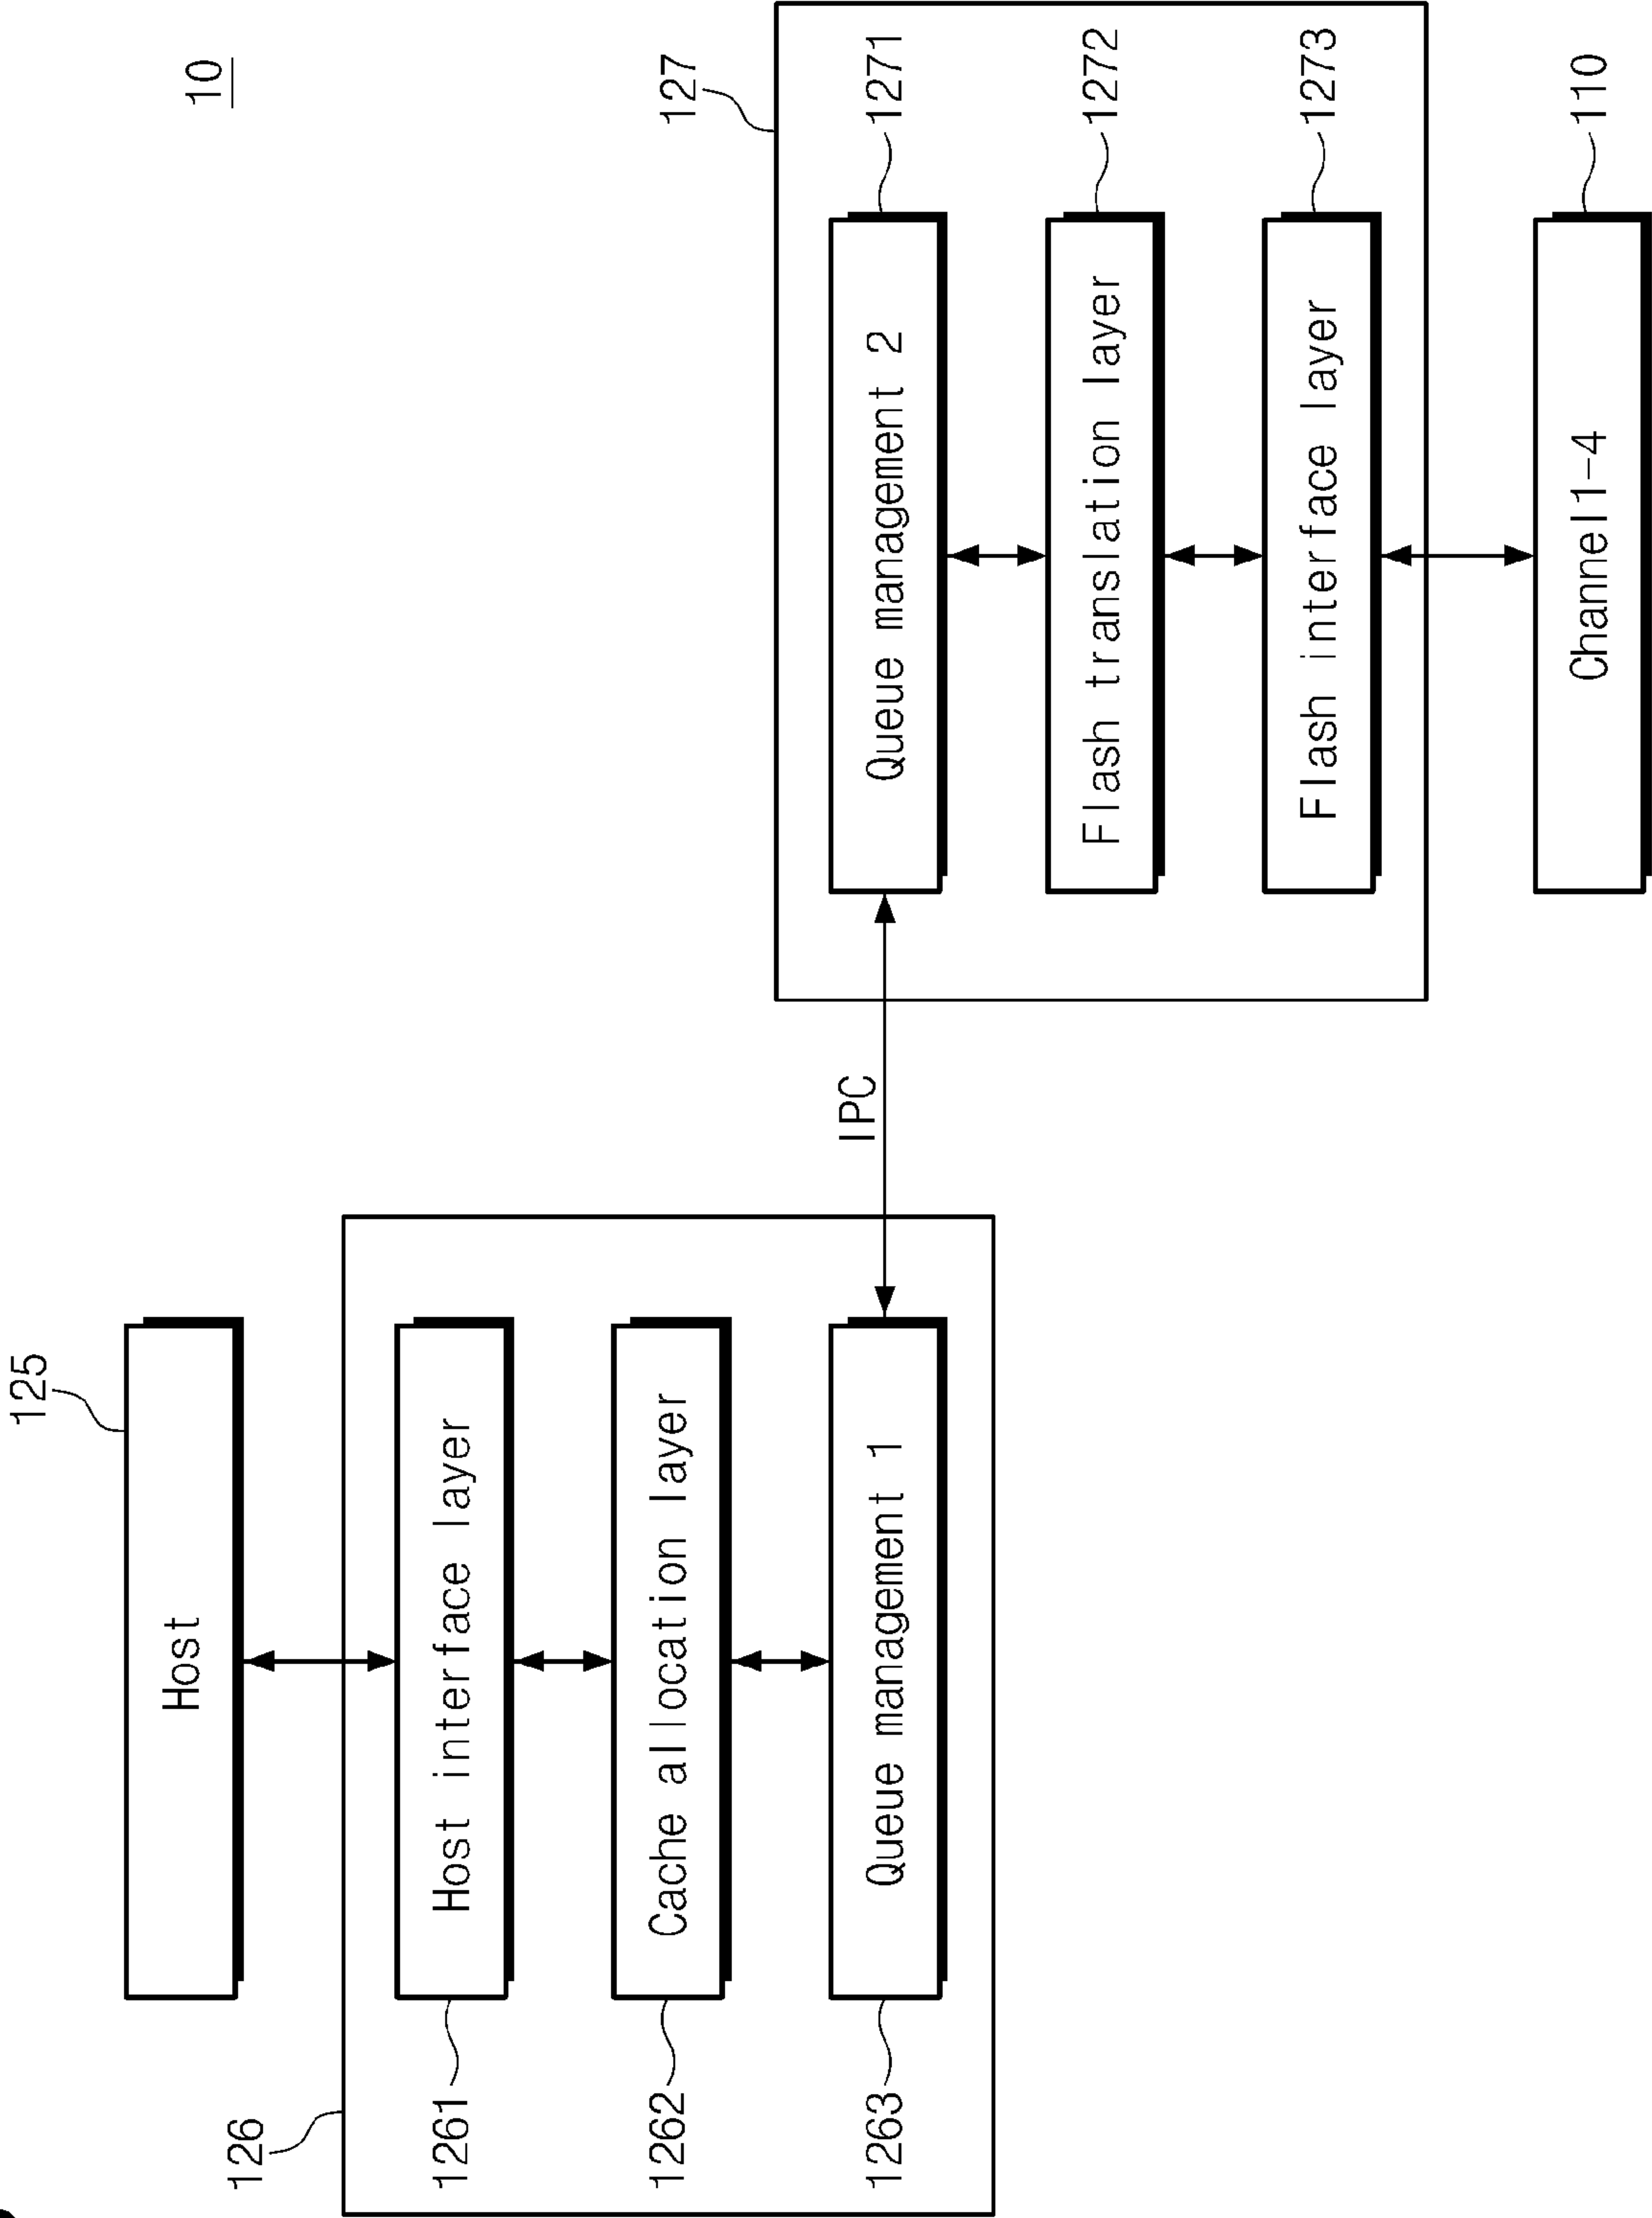 10
125
Host
126
1261
Host interface layer
1262
Cache allocation layer
1263
Queue management 1
IPC
127
Queue management 2
1271
Flash translation layer
1272
Flash interface layer
1273
Channel1-4
110